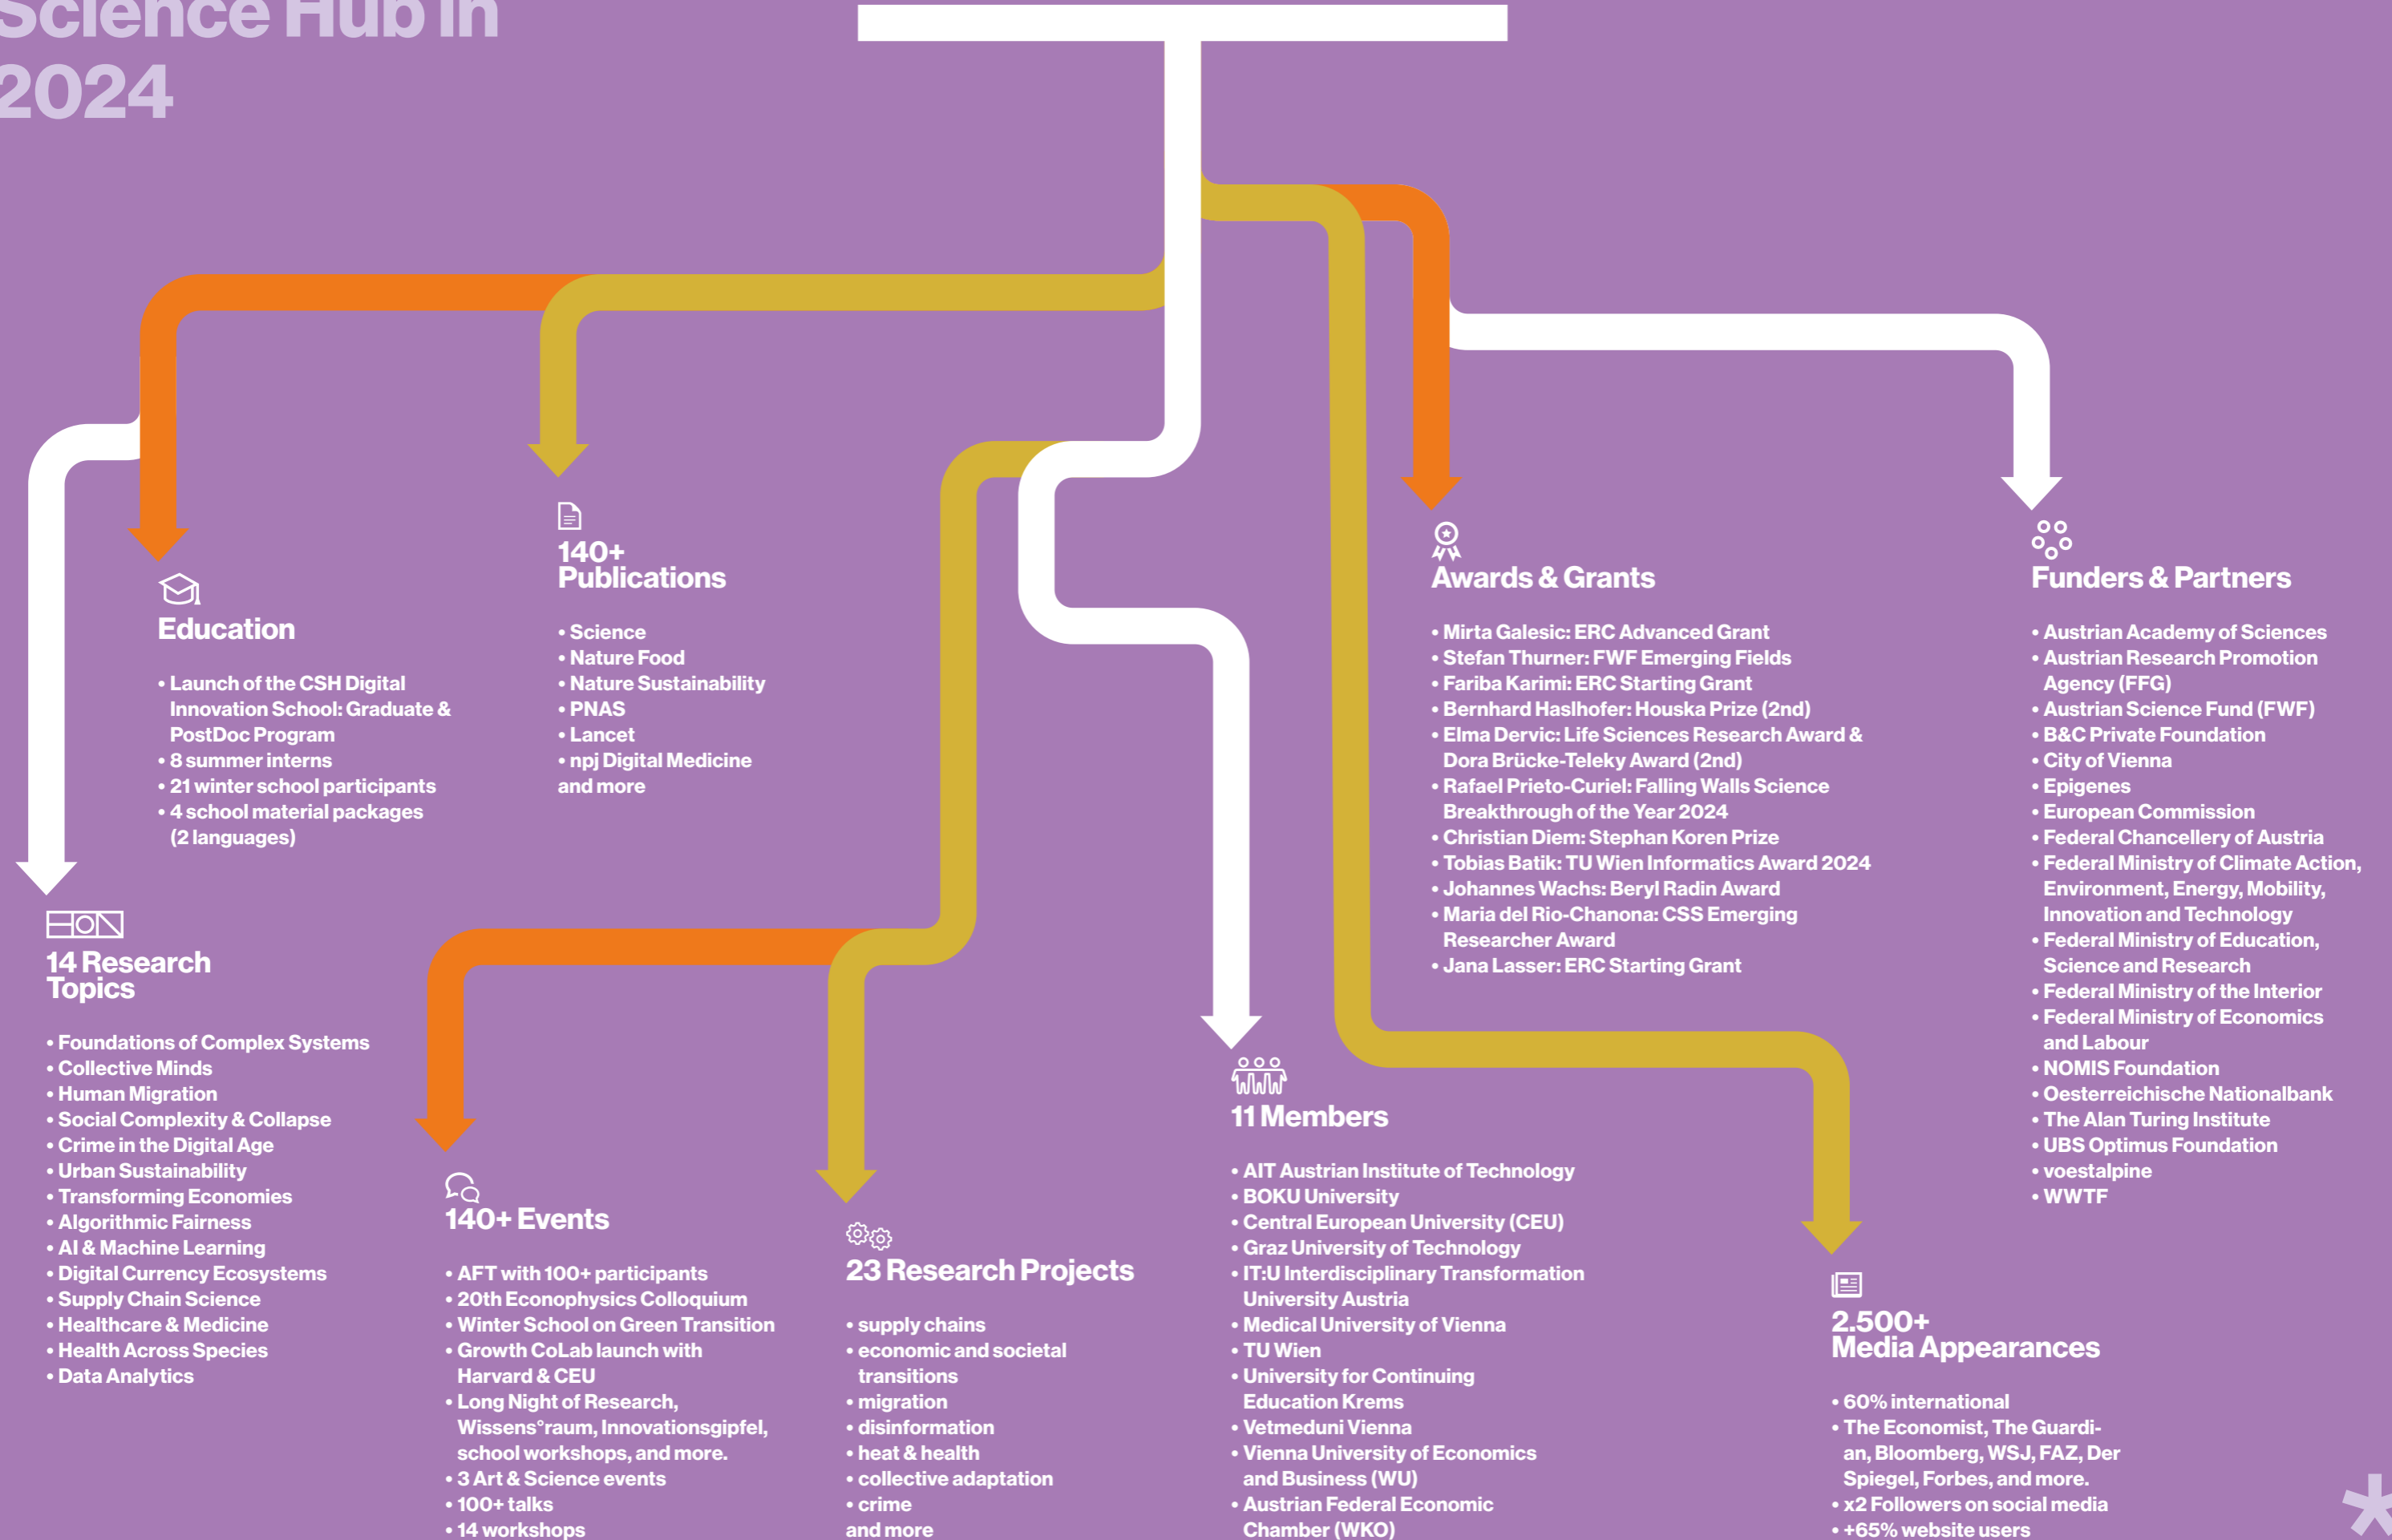 Science Hub in
2024
Education
• Launch of the CSH Digital
Innovation School: Graduate &
PostDoc Program
• 8 summer interns
• 21 winter school participants
• 4 school material packages
(2 languages)
140+
Publications
• Science
• Nature Food
• Nature Sustainability
• PNAS
• Lancet
• npj Digital Medicine
and more
Awards & Grants
• Mirta Galesic: ERC Advanced Grant
• Stefan Thurner: FWF Emerging Fields
• Fariba Karimi: ERC Starting Grant
• Bernhard Haslhofer: Houska Prize (2nd)
• Elma Dervic: Life Sciences Research Award &
Dora Brücke-Teleky Award (2nd)
• Rafael Prieto-Curiel: Falling Walls Science
Breakthrough of the Year 2024
• Christian Diem: Stephan Koren Prize
• Tobias Batik: TU Wien Informatics Award 2024
• Johannes Wachs: Beryl Radin Award
• Maria del Rio-Chanona: CSS Emerging
Researcher Award
• Jana Lasser: ERC Starting Grant
Funders & Partners
• Austrian Academy of Sciences
• Austrian Research Promotion
Agency (FFG)
• Austrian Science Fund (FWF)
• B&C Private Foundation
• City of Vienna
• Epigenes
• European Commission
• Federal Chancellery of Austria
• Federal Ministry of Climate Action,
Environment, Energy, Mobility,
Innovation and Technology
• Federal Ministry of Education,
Science and Research
• Federal Ministry of the Interior
• Federal Ministry of Economics
and Labour
• NOMIS Foundation
• Oesterreichische Nationalbank
• The Alan Turing Institute
• UBS Optimus Foundation
• voestalpine
• WWTF
14 Research
Topics
• Foundations of Complex Systems
• Collective Minds
• Human Migration
• Social Complexity & Collapse
• Crime in the Digital Age
• Urban Sustainability
• Transforming Economies
• Algorithmic Fairness
• AI & Machine Learning
• Digital Currency Ecosystems
• Supply Chain Science
• Healthcare & Medicine
• Health Across Species
• Data Analytics
140+ Events
• AFT with 100+ participants
• 20th Econophysics Colloquium
• Winter School on Green Transition
• Growth CoLab launch with
Harvard & CEU
• Long Night of Research,
Wissens°raum, Innovationsgipfel,
school workshops, and more.
• 3 Art & Science events
• 100+ talks
• 14 workshops
23 Research Projects
• supply chains
• economic and societal
transitions
• migration
• disinformation
• heat & health
• collective adaptation
• crime
and more
11 Members
• AIT Austrian Institute of Technology
• BOKU University
• Central European University (CEU)
• Graz University of Technology
• IT:U Interdisciplinary Transformation
University Austria
• Medical University of Vienna
• TU Wien
• University for Continuing
Education Krems
• Vetmeduni Vienna
• Vienna University of Economics
and Business (WU)
• Austrian Federal Economic
Chamber (WKO)
2.500+
Media Appearances
• 60% international
• The Economist, The Guardi-
an, Bloomberg, WSJ, FAZ, Der
Spiegel, Forbes, and more.
• x2 Followers on social media
• +65% website users